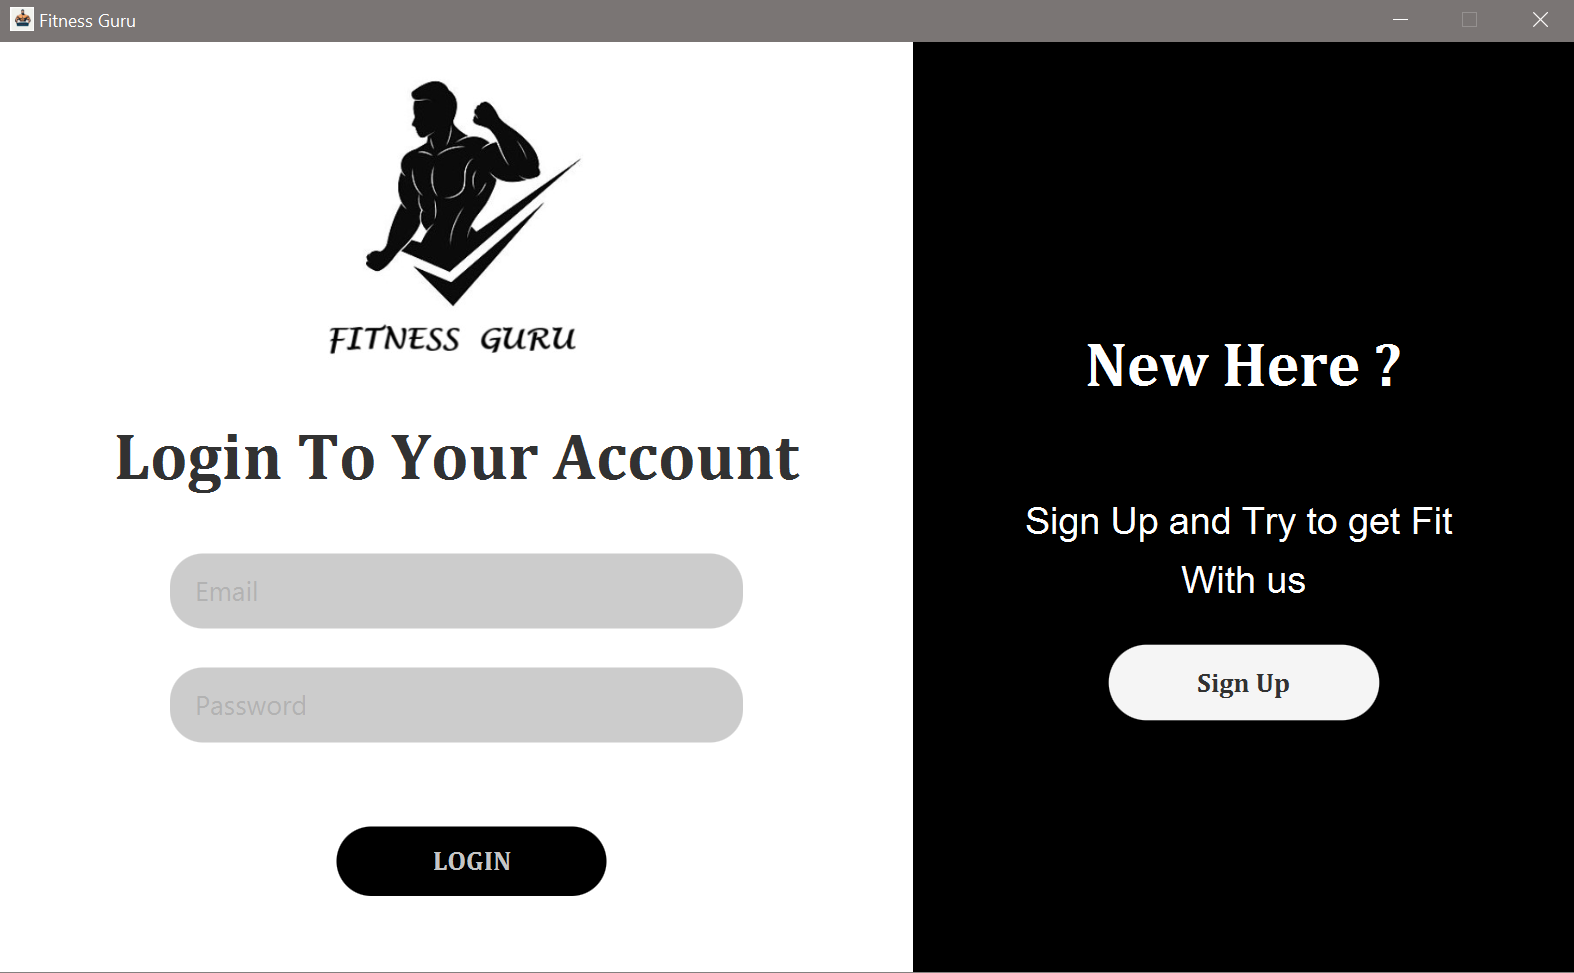 Fitness Guru
FITNESS GURU
Login To Your Account
Email
Password
LOGIN
New Here ?
Sign Up and Try to get Fit
With us
Sign Up